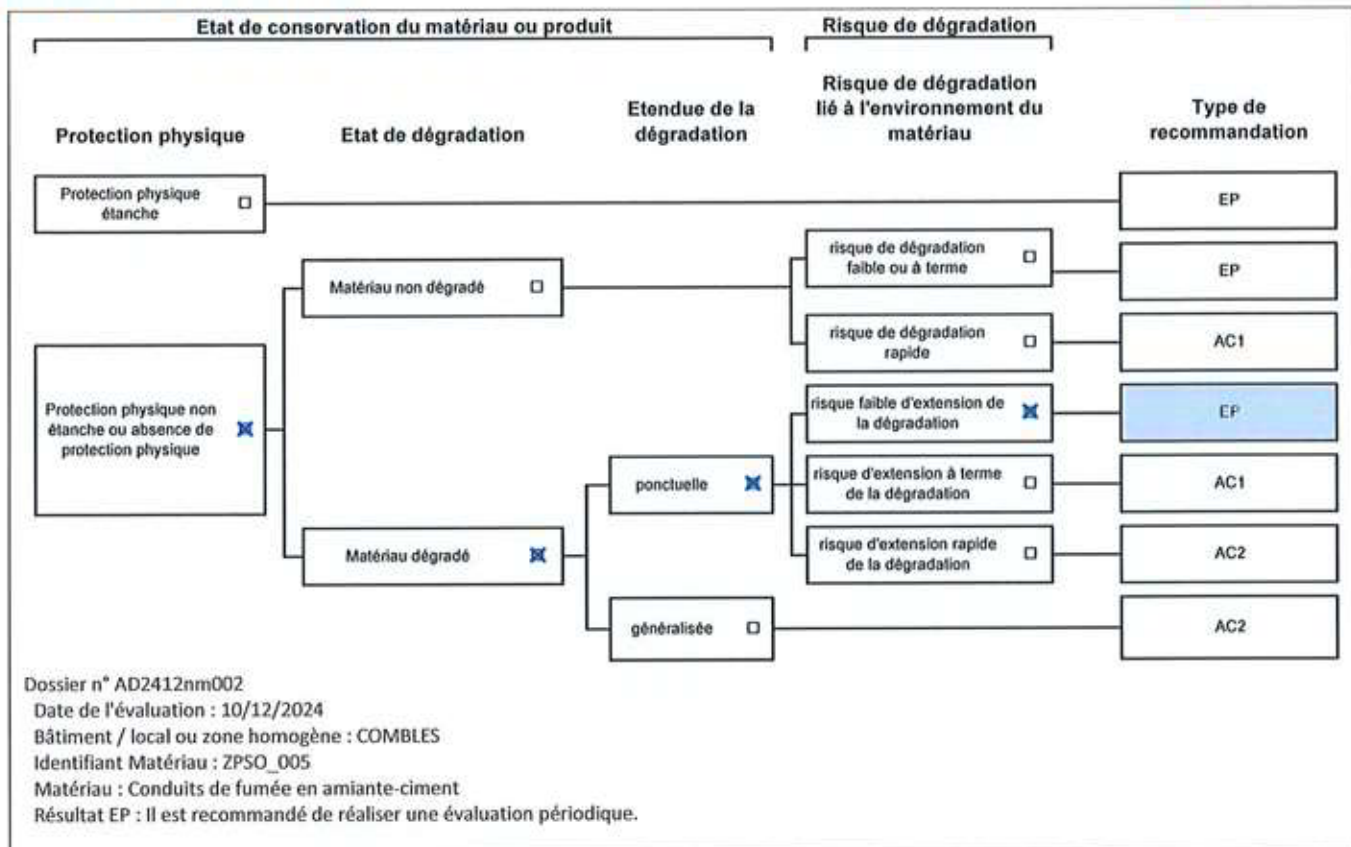 Etat de conservation du matériau ou produit
Risque de dégradation
Protection physique
Etat de dégradation
Etendue de la
dégradation
Risque de dégradation
lié à l'environnement du
matériau
Type de
recommandation
Protection physique
étanche
EP
risque de dégradation
faible ou à terme
EP
Matériau non dégradé
risque de dégradation
rapide
AC1
Protection physique non
étanche ou absence de
protection physique
risque faible d'extension de
la dégradation
EP
ponctuelle
risque d'extension à terme
de la dégradation
AC1
Matériau dégradé
risque d'extension rapide
de la dégradation
AC2
généralisée
AC2
Dossier n° AD2412nm002
Date de l'évaluation : 10/12/2024
Bâtiment / local ou zone homogène : COMBLES
Identifiant Matériau : ZPSO_005
Matériau : Conduits de fumée en amiante-ciment
Résultat EP : Il est recommandé de réaliser une évaluation périodique.